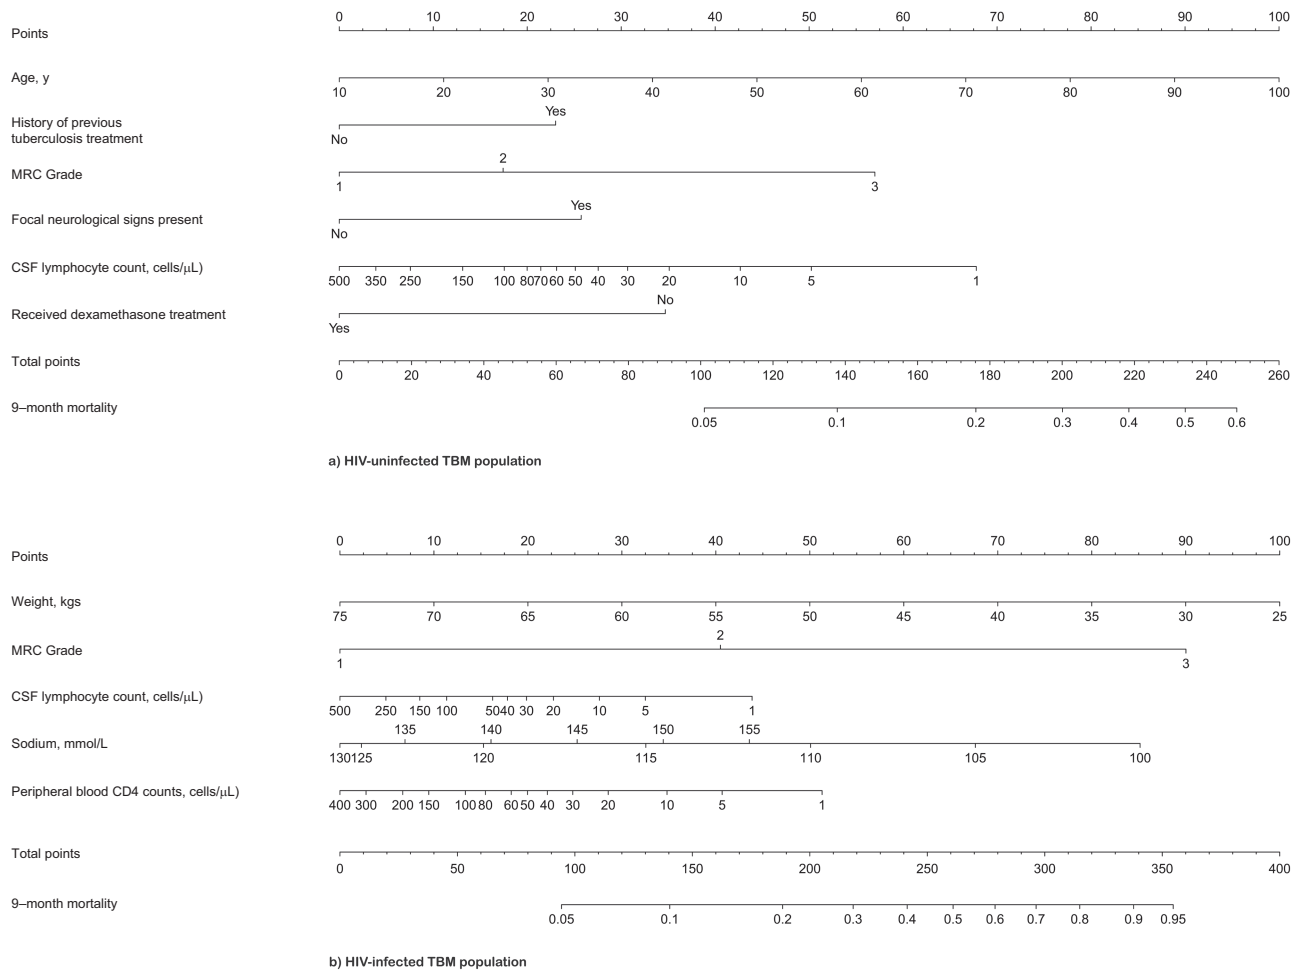 0 10 20 30 40 50 60 70 80 90 100
Points
Age, y
10 20 30 40 50 60 70 80 90 100
Yes
History of previous
tuberculosis treatment
No
2
MRC Grade
1 3
Yes
Focal neurological signs present
No
CSF lymphocyte count, cells/μL)
500 350 250 150 100 80 70 60 50 40 30 20 10 5 1
No
Received dexamethasone treatment
Yes
Total points
0 20 40 60 80 100 120 140 160 180 200 220 240 260
9–month mortality
0.05 0.1 0.2 0.3 0.4 0.5 0.6
a) HIV-uninfected TBM population
0 10 20 30 40 50 60 70 80 90 100
Points
Weight, kgs
75 70 65 60 55 50 45 40 35 30 25
2
MRC Grade
1 3
CSF lymphocyte count, cells/μL)
500 250 150 100 50 40 30 20 10 5 1
135 140 145 150 155
Sodium, mmol/L
130 125 120 115 110 105 100
Peripheral blood CD4 counts, cells/μL)
400 300 200 150 100 80 60 50 40 30 20 10 5 1
Total points
0 50 100 150 200 250 300 350 400
9–month mortality
0.05 0.1 0.2 0.3 0.4 0.5 0.6 0.7 0.8 0.9 0.95
b) HIV-infected TBM population